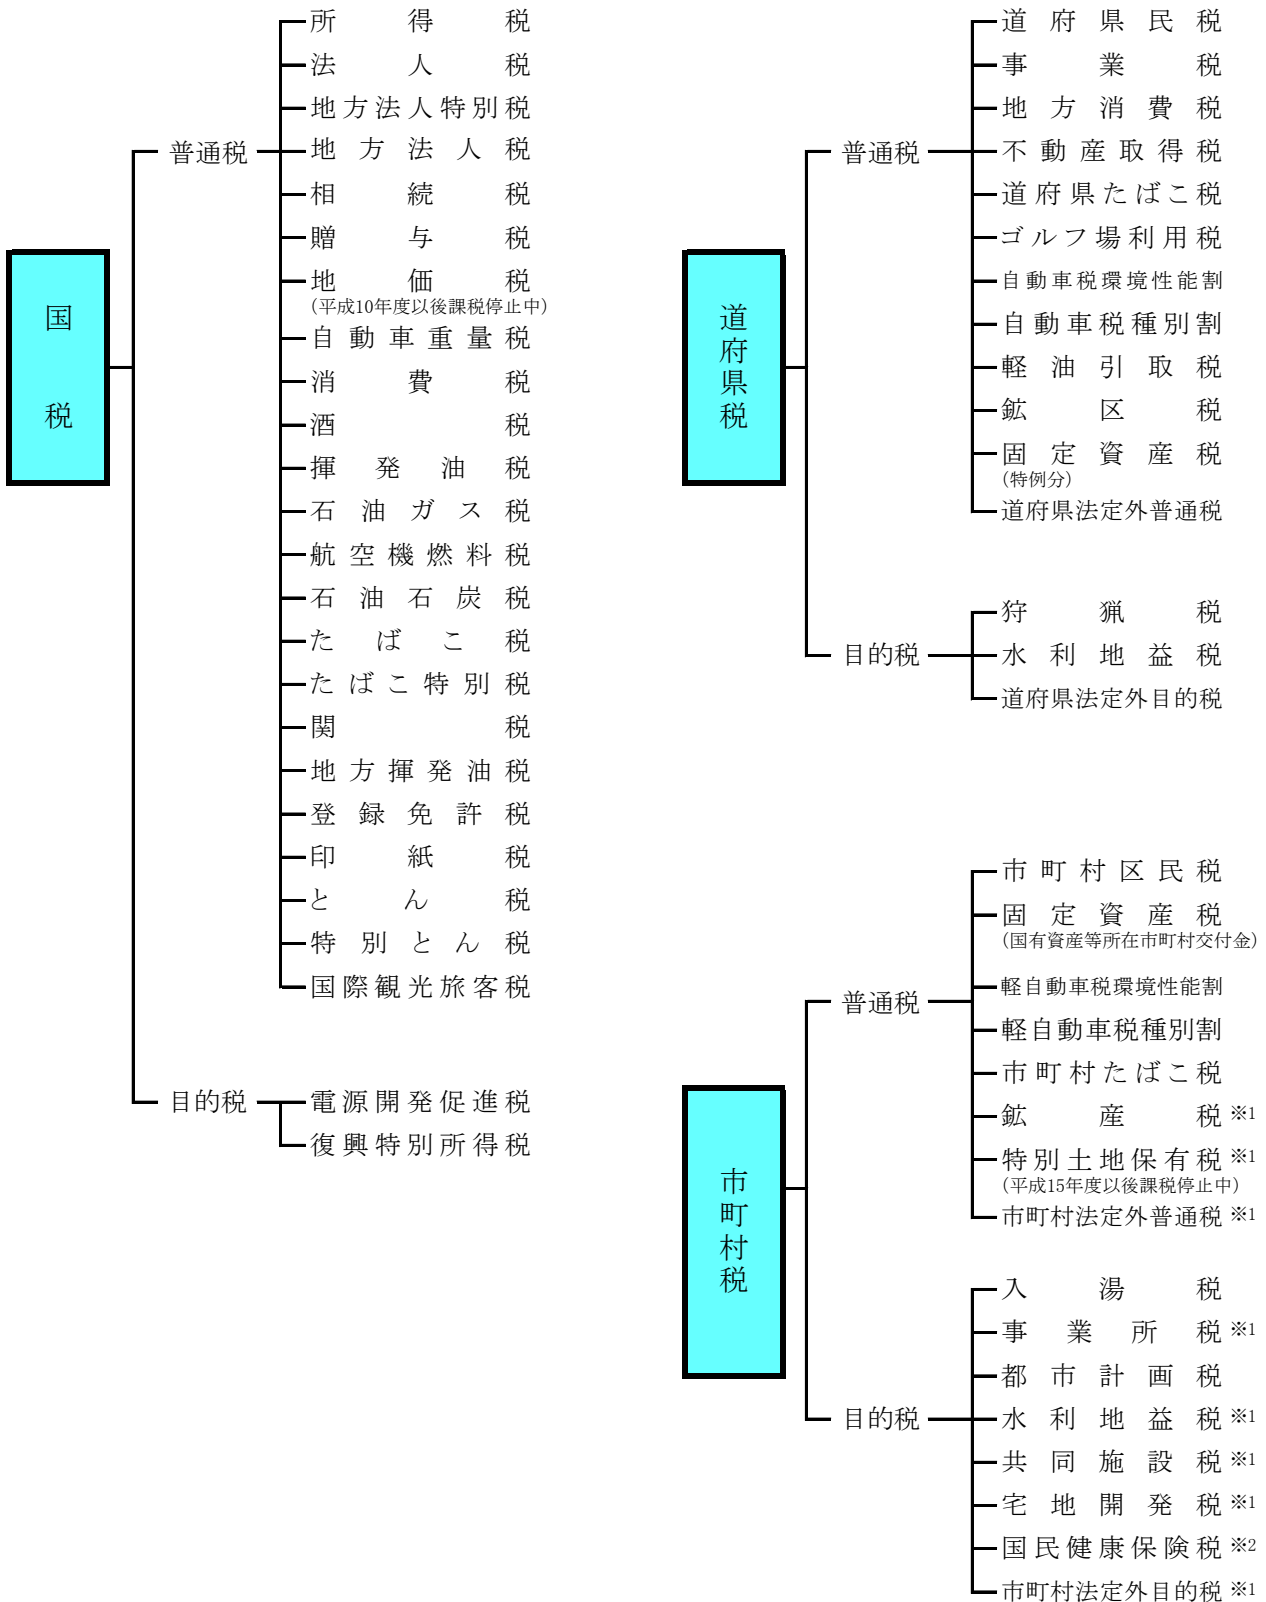 国税
普通税
所得税
法人税
地方法人特別税
地方法人税
相続税
贈与税
地価税
(平成10年度以後課税停止中)
自動車重量税
消費税
酒税
揮発油税
石油ガス税
航空機燃料税
石油石炭税
たばこ税
たばこ特別税
関税
地方揮発油税
登録免許税
印紙税
とん税
特別とん税
国際観光旅客税
目的税
電源開発促進税
復興特別所得税
道府県税
普通税
道府県民税
事業税
地方消費税
不動産取得税
道府県たばこ税
ゴルフ場利用税
自動車税環境性能割
自動車税種別割
軽油引取税
鉱区税
固定資産税
(特例分)
道府県法定外普通税
目的税
狩猟税
水利地益税
道府県法定外目的税
市町村税
普通税
市町村区民税
固定資産税
(国有資産等所在市町村交付金)
軽自動車税環境性能割
軽自動車税種別割
市町村たばこ税
鉱産税 ※1
特別土地保有税 ※1
(平成15年度以後課税停止中)
市町村法定外普通税 ※1
目的税
入湯税
事業所税 ※1
都市計画税
水利地益税 ※1
共同施設税 ※1
宅地開発税 ※1
国民健康保険税 ※2
市町村法定外目的税 ※1